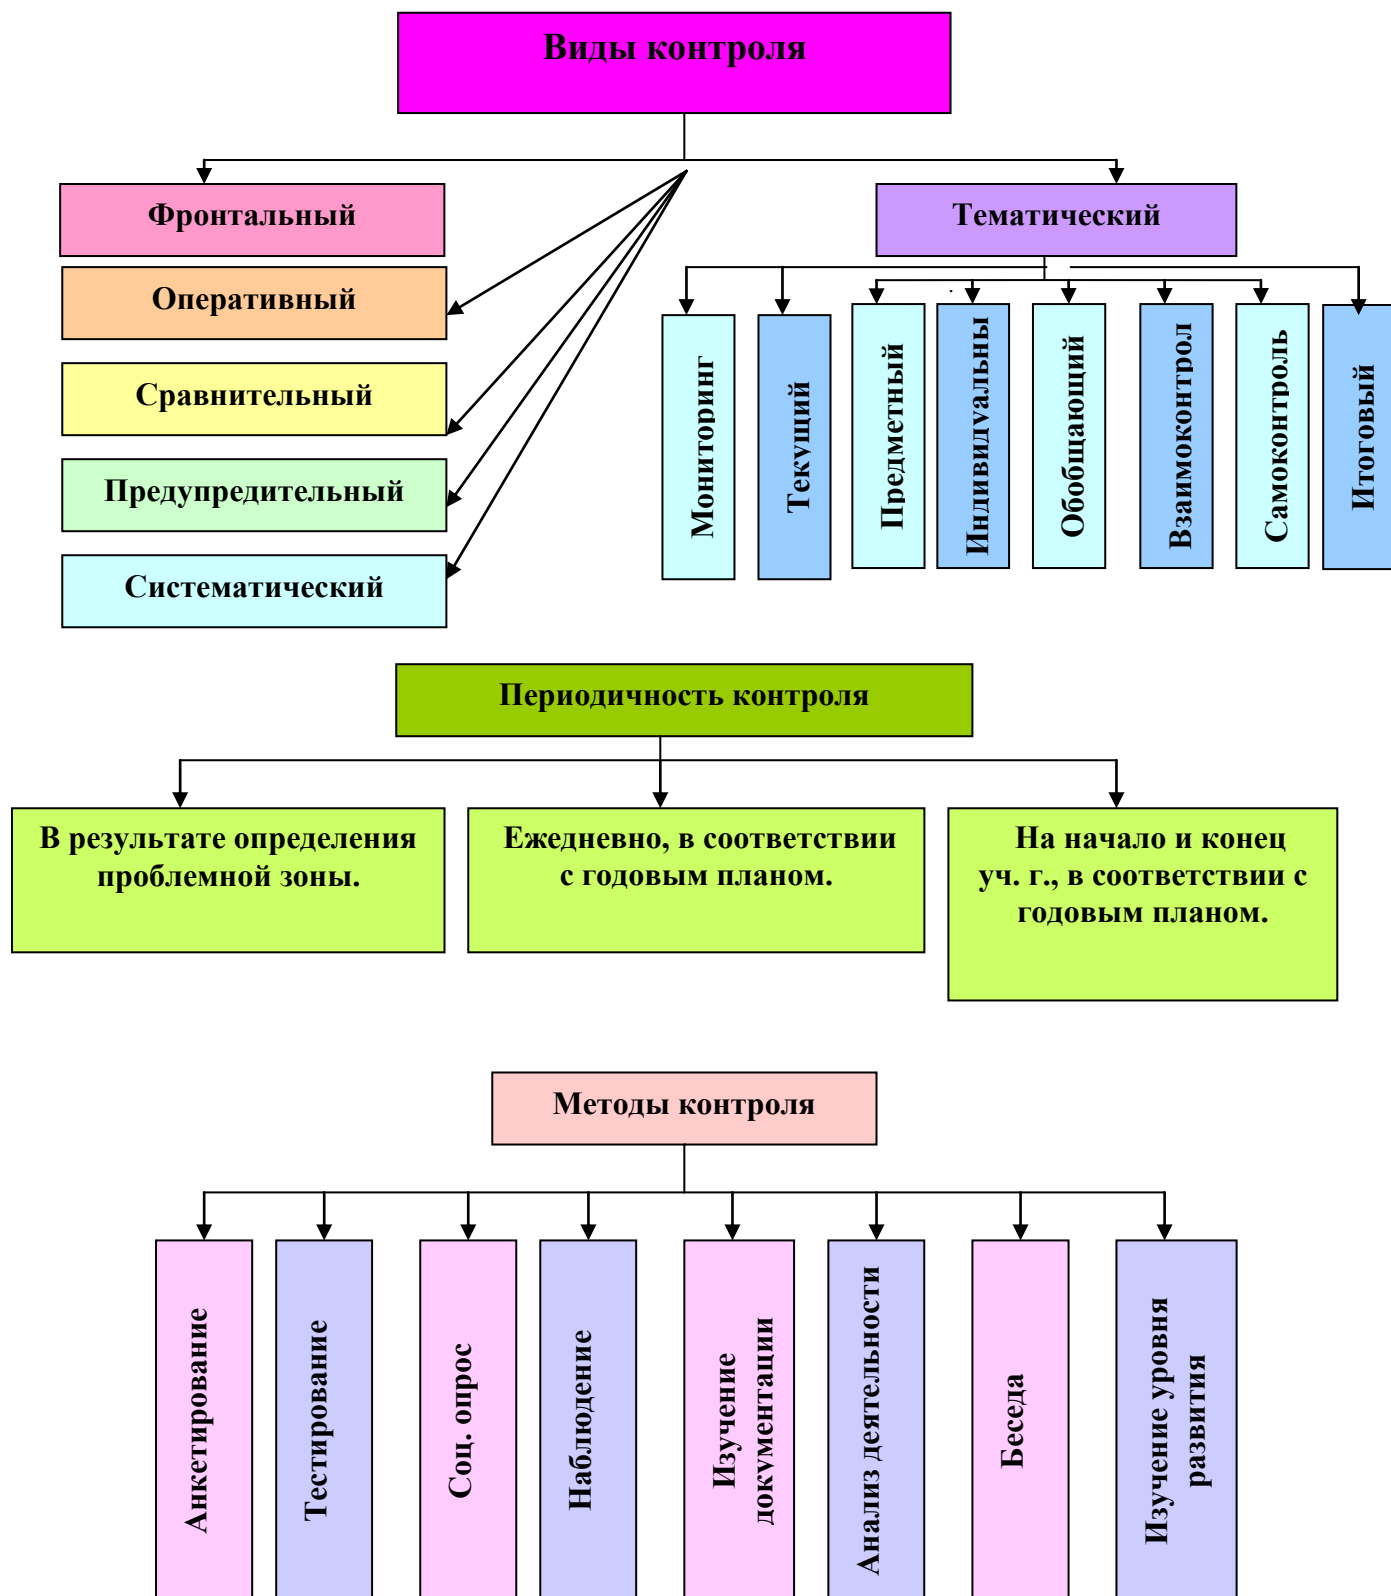 Виды контроля
Фронтальный
Тематический
Оперативный
Сравнительный
Предупредительный
Систематический
Мониторинг
Текущий
Предметный
Индивидуальны
Обобщающий
Взаимоконтрол
Самоконтроль
Итоговый
Периодичность контроля
В результате определения
проблемной зоны.
Ежедневно, в соответствии
с годовым планом.
На начало и конец
уч. г., в соответствии с
годовым планом.
Методы контроля
Анкетирование
Тестирование
Соц. опрос
Наблюдение
Изучение
документации
Анализ деятельности
Беседа
Изучение уровня
развития